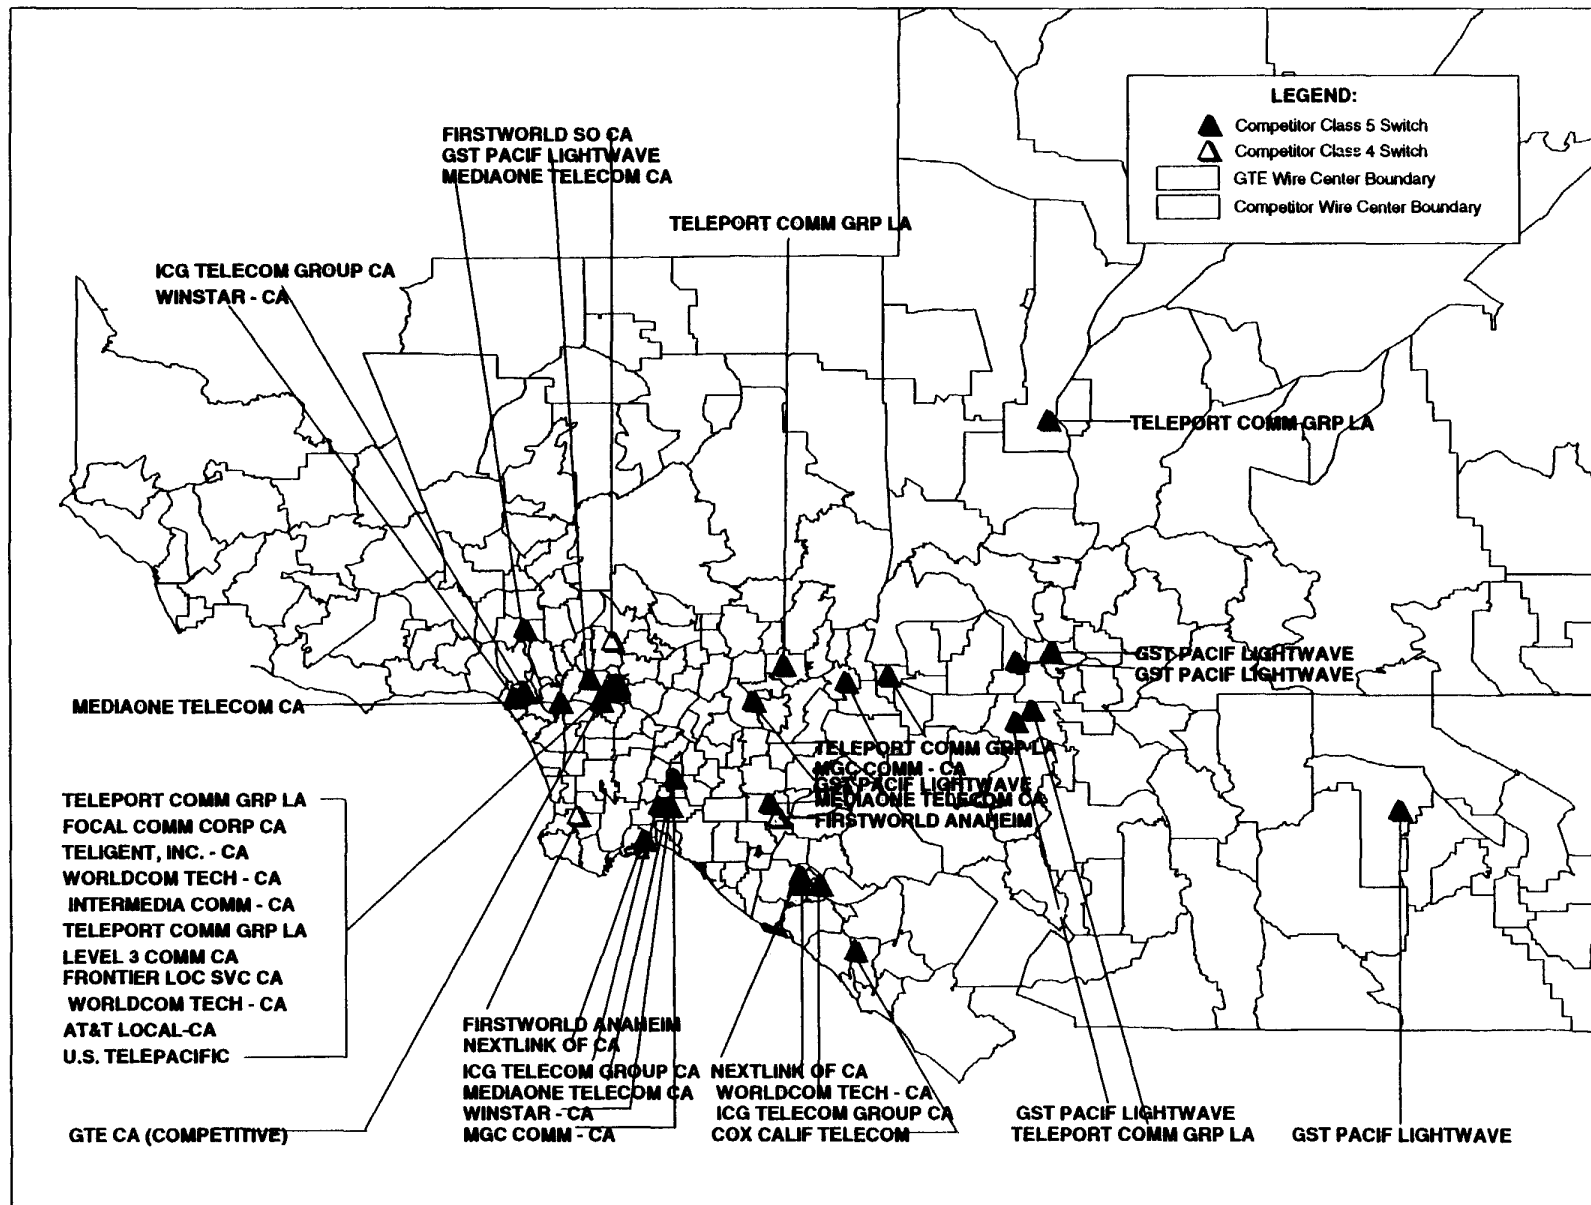 LEGEND:
Competitor Class 5 Switch
Competitor Class 4 Switch
GTE Wire Center Boundary
Competitor Wire Center Boundary
FIRSTWORLD SO CA
GST PACIF LIGHTWAVE
MEDIAONE TELECOM CA
TELEPORT COMM GRP LA
ICG TELECOM GROUP CA
WINSTAR - CA
TELEPORT COMM GRP LA
GST PACIF LIGHTWAVE
GST PACIF LIGHTWAVE
MEDIAONE TELECOM CA
TELEPORT COMM GRP LA
MGC COMM - CA
GST PACIF LIGHTWAVE
MEDIAONE TELECOM CA
FIRSTWORLD ANAHEIM
TELEPORT COMM GRP LA
FOCAL COMM CORP CA
TELIGENT, INC. - CA
WORLDCOM TECH - CA
INTERMEDIA COMM - CA
TELEPORT COMM GRP LA
LEVEL 3 COMM CA
FRONTIER LOC SVC CA
WORLDCOM TECH - CA
AT&T LOCAL-CA
U.S. TELEPACIFIC
GTE CA (COMPETITIVE)
FIRSTWORLD ANAHEIM
NEXTLINK OF CA
ICG TELECOM GROUP CA
MEDIAONE TELECOM CA
WINSTAR - CA
MGC COMM - CA
NEXTLINK OF CA
WORLDCOM TECH - CA
ICG TELECOM GROUP CA
COX CALIF TELECOM
GST PACIF LIGHTWAVE
TELEPORT COMM GRP LA
GST PACIF LIGHTWAVE